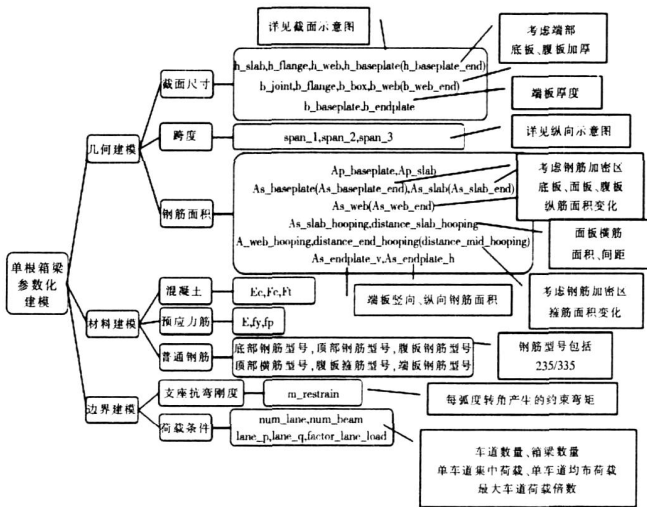 详见截面示意图
考虑端部
底板、腹板加厚
h_slab,h_flange,h_web,h_baseplate(h_baseplate_end)
b_joint,b_flange,b_box,b_web(b_web_end)
b_baseplate,b_endplate
截面尺寸
端板厚度
跨度
span_1,span_2,span_3
详见纵向示意图
几何建模
钢筋面积
Ap_baseplate,Ap_slab
As_baseplate(As_baseplate_end),As_slab(As_slab_end)
As_web(As_web_end)
As_slab_hooping,distance_slab_hooping
A_web_hooping,distance_end_hooping(distance_mid_hooping)
As_endplate_v,As_endplate_h
考虑钢筋加密区
底板、面板、腹板
纵筋面积变化
面板横筋
面积、间距
端板竖向、纵向钢筋面积
考虑钢筋加密区
箍筋面积变化
单根箱梁
参数化
建模
材料建模
混凝土
Ec,Fc,Ft
预应力筋
E,fy,fp
普通钢筋
底部钢筋型号,顶部钢筋型号,腹板钢筋型号
顶部横筋型号,腹板箍筋型号,端板钢筋型号
钢筋型号包括
235/335
边界建模
支座抗弯刚度
m_restrain
每弧度转角产生的约束弯矩
荷载条件
num_lane,num_beam
lane_p,lane_q,factor_lane_load
车道数量、箱梁数量
单车道集中荷载、单车道均布荷载
最大车道荷载倍数